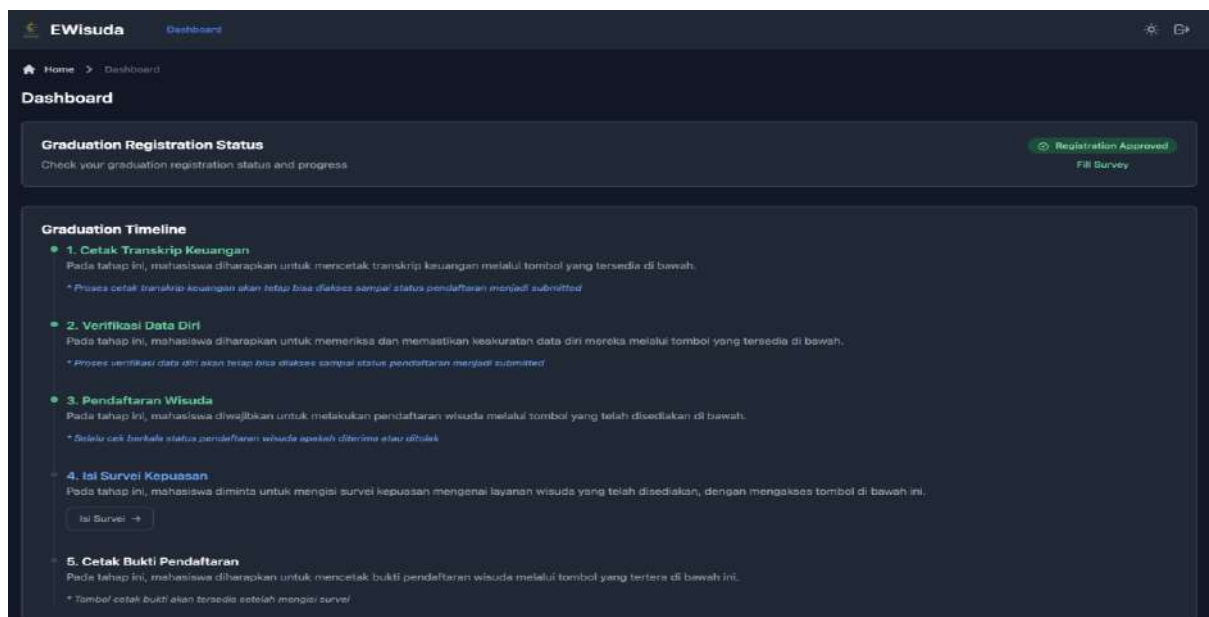 EWisuda Dashboard
Home > Dashboard
Dashboard
Graduation Registration Status
Registration Approved
Check your graduation registration status and progress
Fill Survey
Graduation Timeline
1. Cetak Transkrip Keuangan
Pada tahap ini, mahasiswa diharapkan untuk mencetak transkrip keuangan melalui tombol yang tersedia di bawah.
* Proses cetak transkrip keuangan akan tetap bisa diakses sampai status pendaftaran menjadi submitted
2. Verifikasi Data Diri
Pada tahap ini, mahasiswa diharapkan untuk memeriksa dan memastikan keakuratan data diri mereka melalui tombol yang tersedia di bawah.
* Proses verifikasi data diri akan tetap bisa diakses sampai status pendaftaran menjadi submitted
3. Pendaftaran Wisuda
Pada tahap ini, mahasiswa diwajibkan untuk melakukan pendaftaran wisuda melalui tombol yang telah disediakan di bawah.
* Selalu cek berkala status pendaftaran wisuda apakah diterima atau ditolak
4. Isi Survei Kepuasan
Pada tahap ini, mahasiswa diminta untuk mengisi survei kepuasan mengenai layanan wisuda yang telah disediakan, dengan mengakses tombol di bawah ini.
Isi Survei →
5. Cetak Bukti Pendaftaran
Pada tahap ini, mahasiswa diharapkan untuk mencetak bukti pendaftaran wisuda melalui tombol yang tertera di bawah ini.
* Tombol cetak bukti akan tersedia setelah mengisi survei